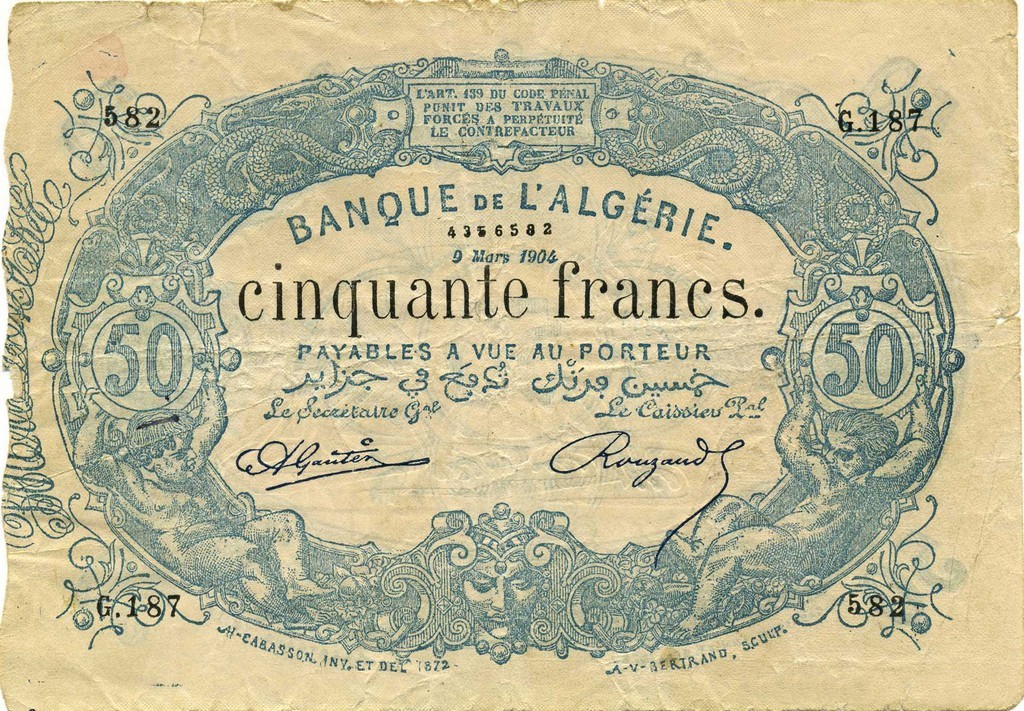 582
L'ART. 139 DU CODE PÉNAL
PUNIT DES TRAVAUX
FORCÉS A PERPÉTUITÉ
LE CONTREFACTEUR
G.187
BANQUE DE L'ALGÉRIE.
4356582
9 Mars 1904
cinquante francs.
50
50
PAYABLES A VUE AU PORTEUR
خمسين فرنك تدفع في جزاير
Le Secrétaire Gal
Le Caissier Pal
Rouzaud
G.187
582
H-CABASSON, INV. ET DEL 1872-
A-V-BERTRAND, SCULP.